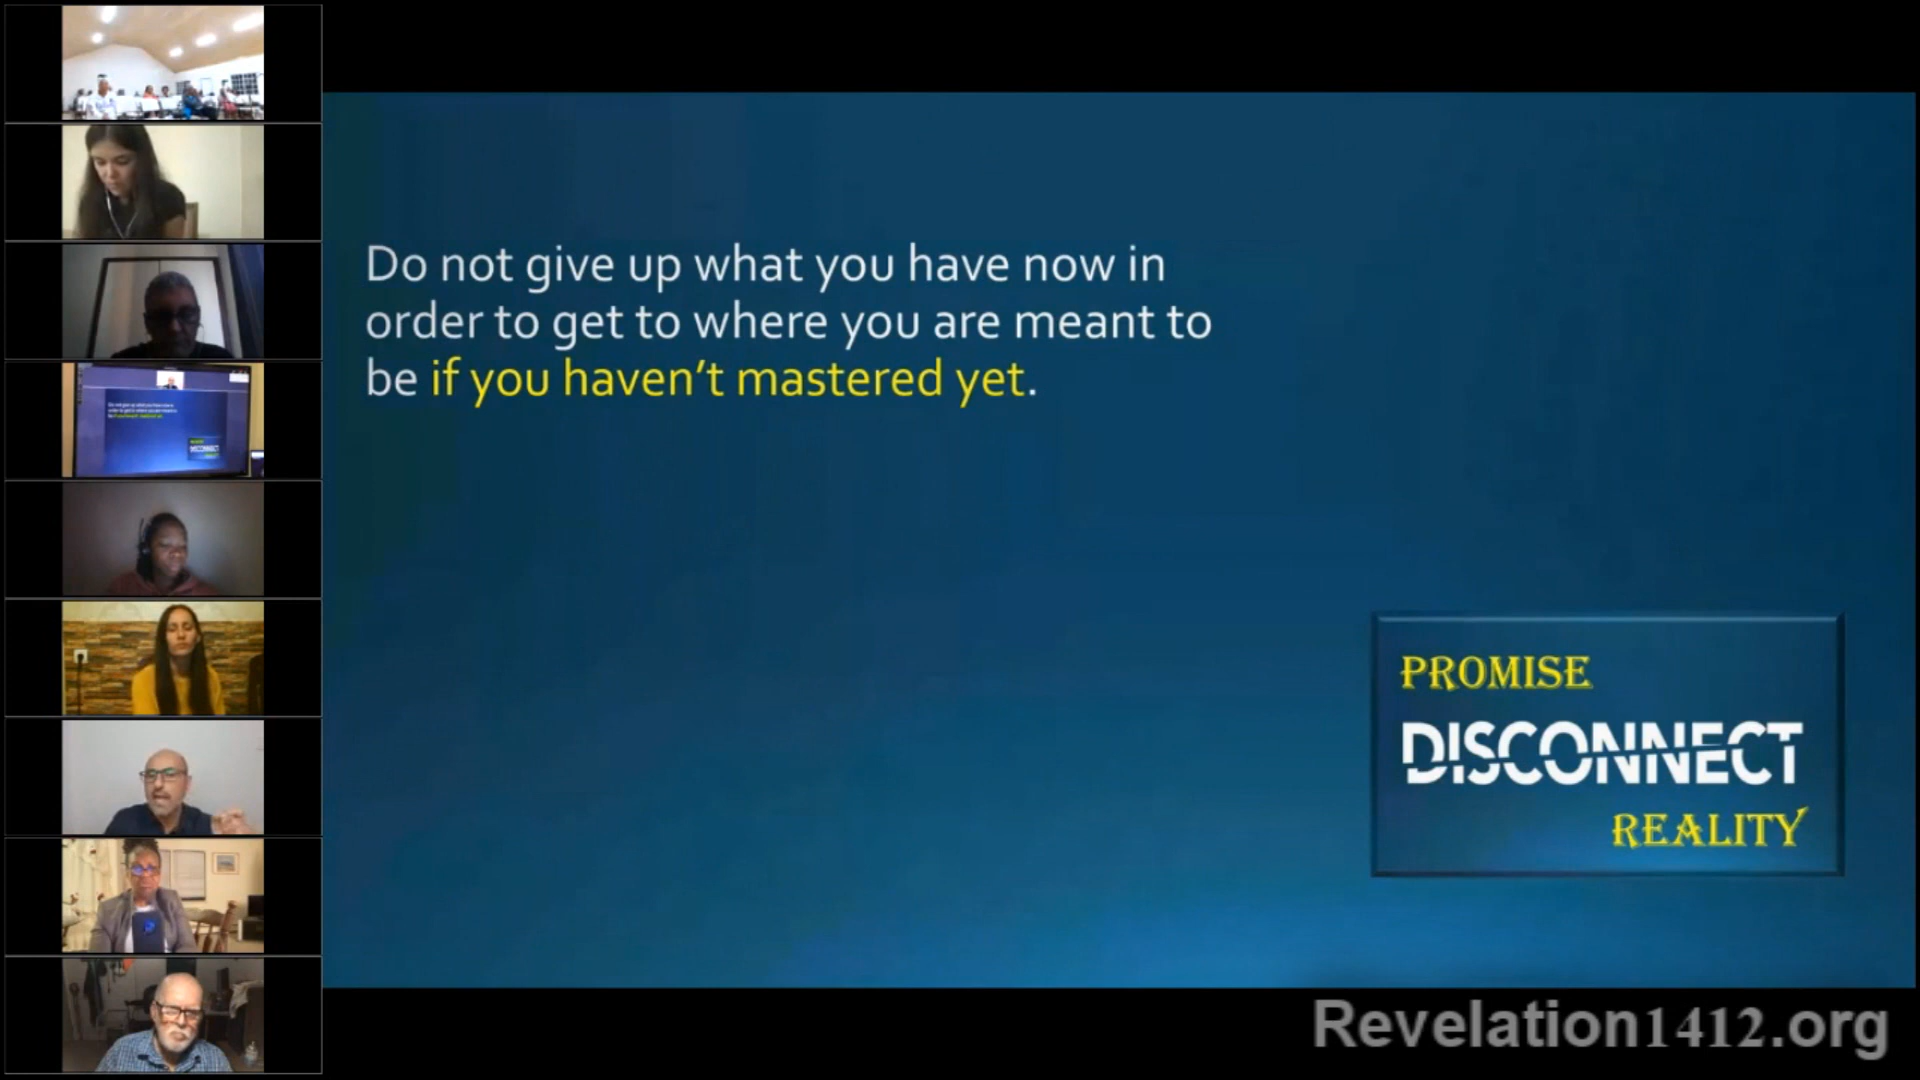 Do not give up what you have now in
order to get to where you are meant to
be if you haven't mastered yet.
PROMISE
DISCONNECT
REALITY
Revelation1412.org